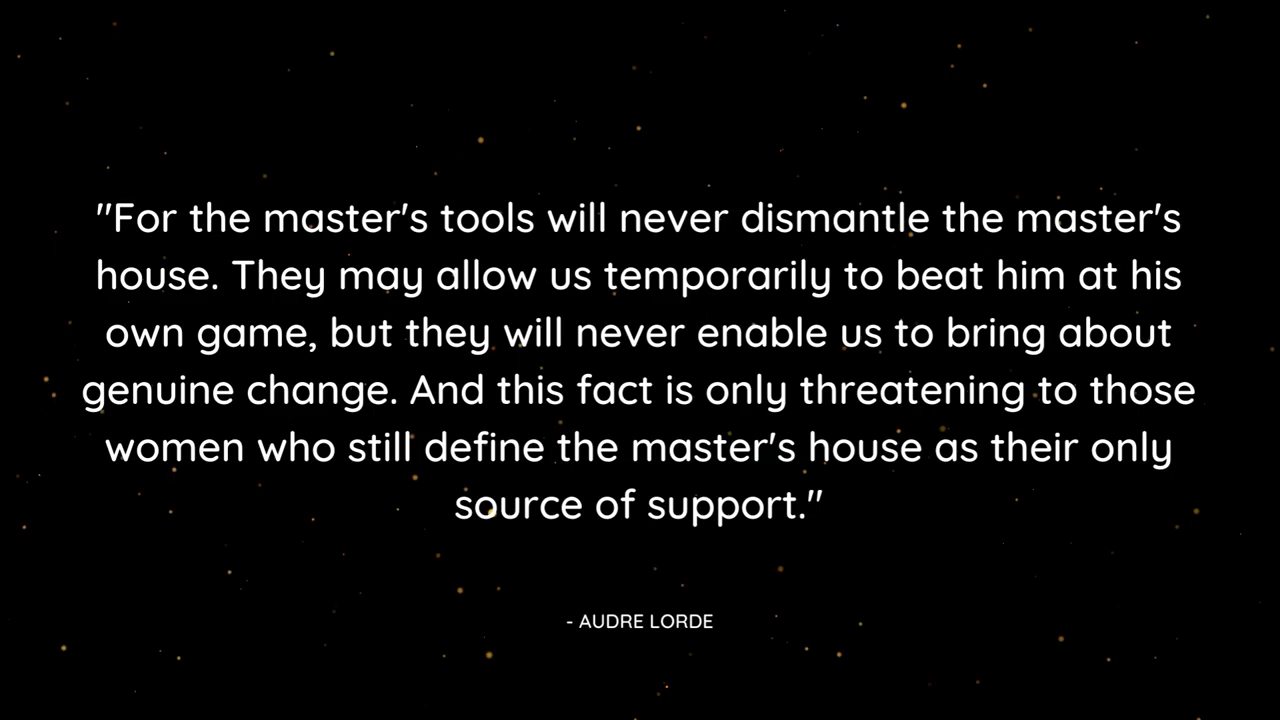 "For the master's tools will never dismantle the master's
house. They may allow us temporarily to beat him at his
own game, but they will never enable us to bring about
genuine change. And this fact is only threatening to those
women who still define the master's house as their only
source of support."
- AUDRE LORDE